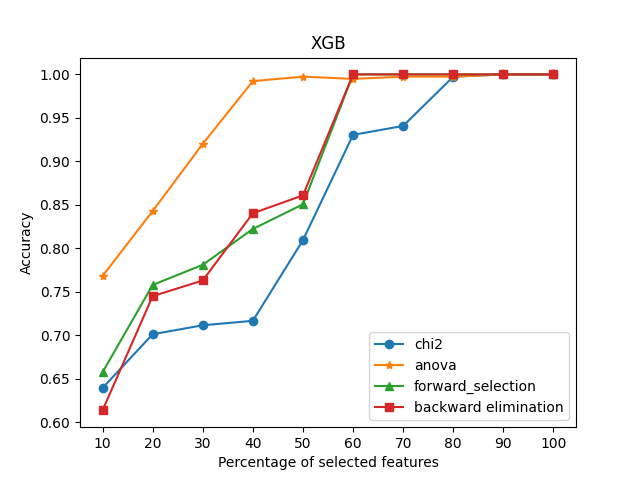 XGB
1.00
0.95
0.90
0.85
0.80
0.75
0.70
0.65
0.60
Accuracy
chi2
anova
forward_selection
backward elimination
10 20 30 40 50 60 70 80 90 100
Percentage of selected features